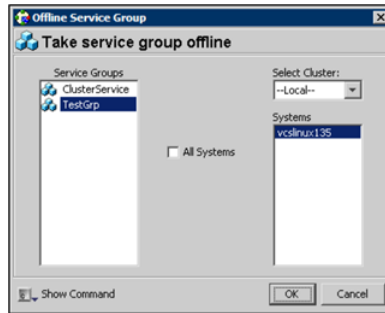 Offline Service Group
Take service group offline
Service Groups
ClusterService
TestGrp
All Systems
Select Cluster:
--Local--
Systems
vcslinux135
Show Command
OK
Cancel